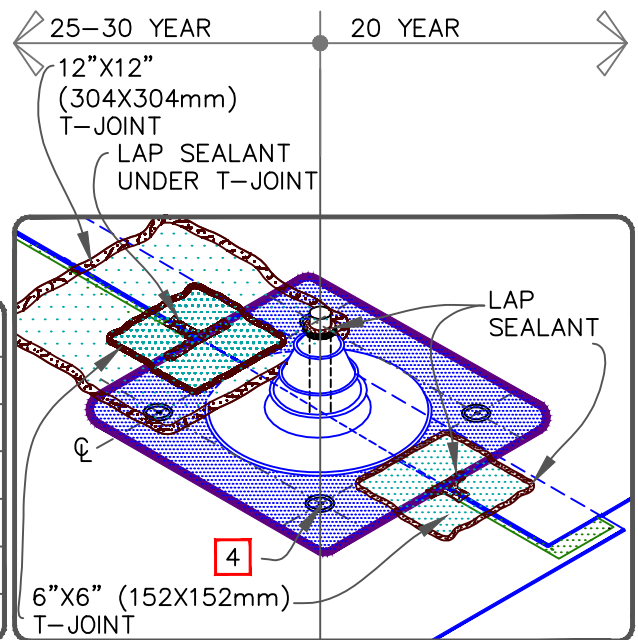 25-30 YEAR
20 YEAR
12"X12"
(304X304mm)
T-JOINT
LAP SEALANT
UNDER T-JOINT
LAP
SEALANT
℄
4
6"X6" (152X152mm)
T-JOINT